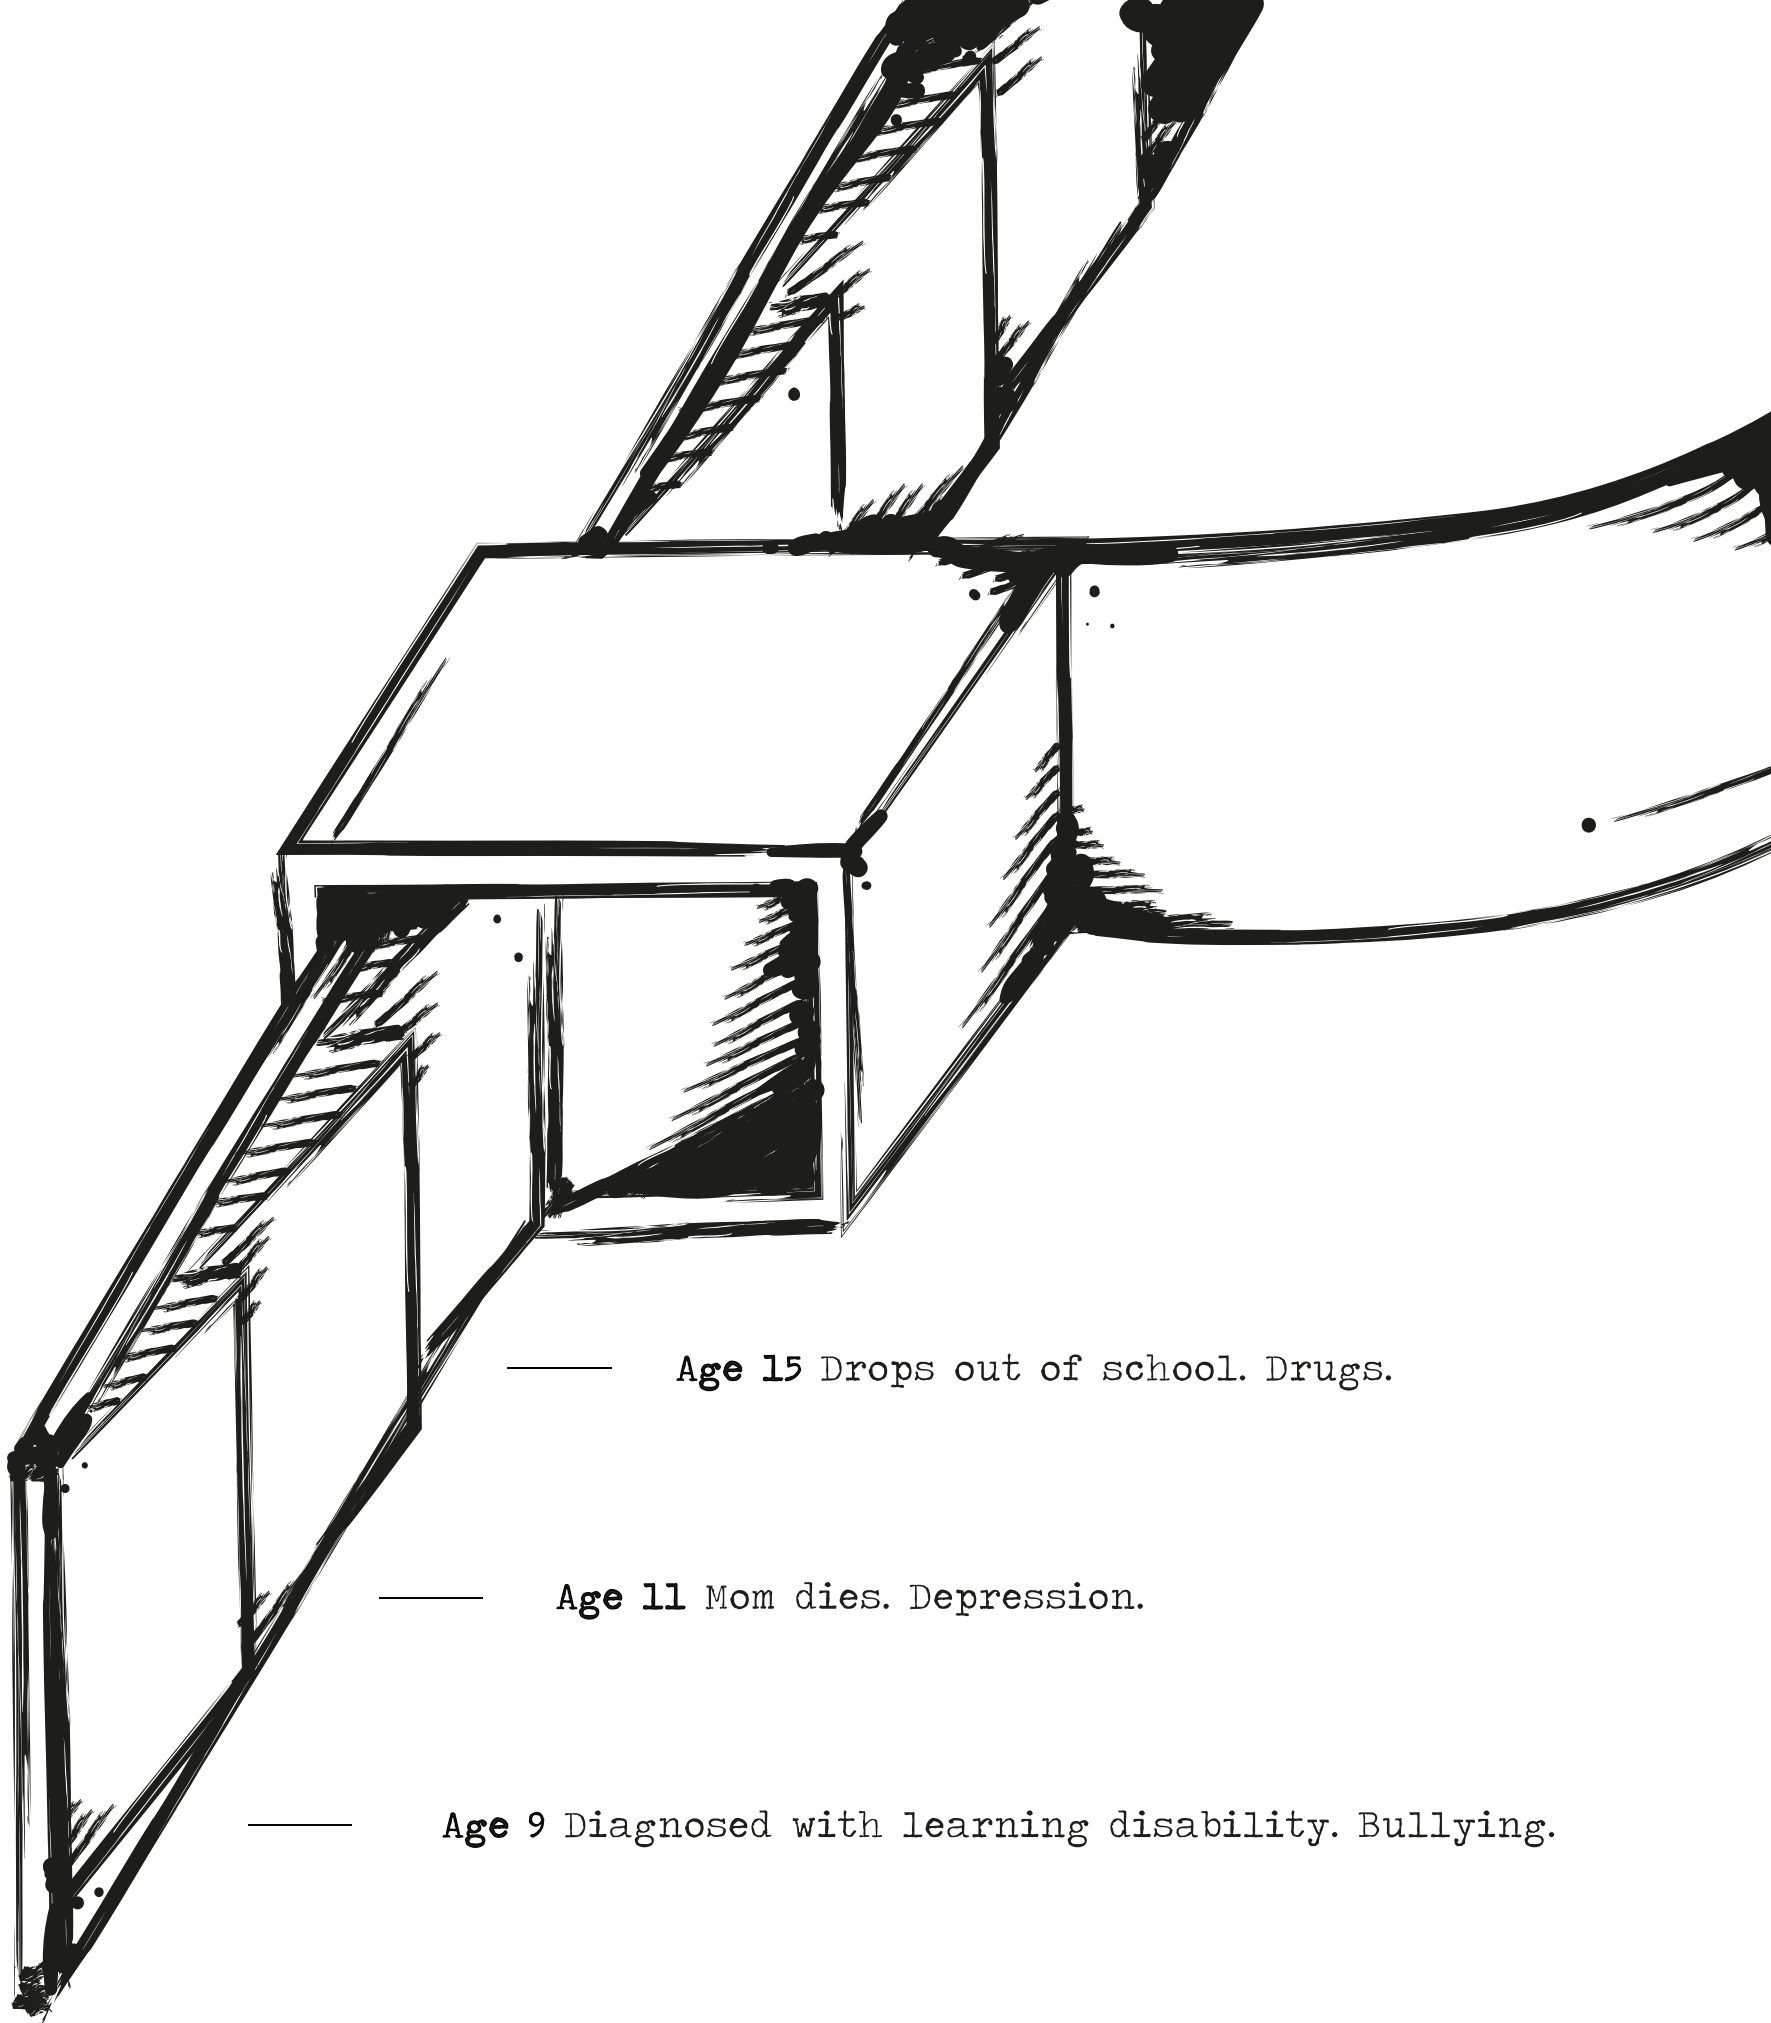 Age 15 Drops out of school. Drugs.
Age 11 Mom dies. Depression.
Age 9 Diagnosed with learning disability. Bullying.